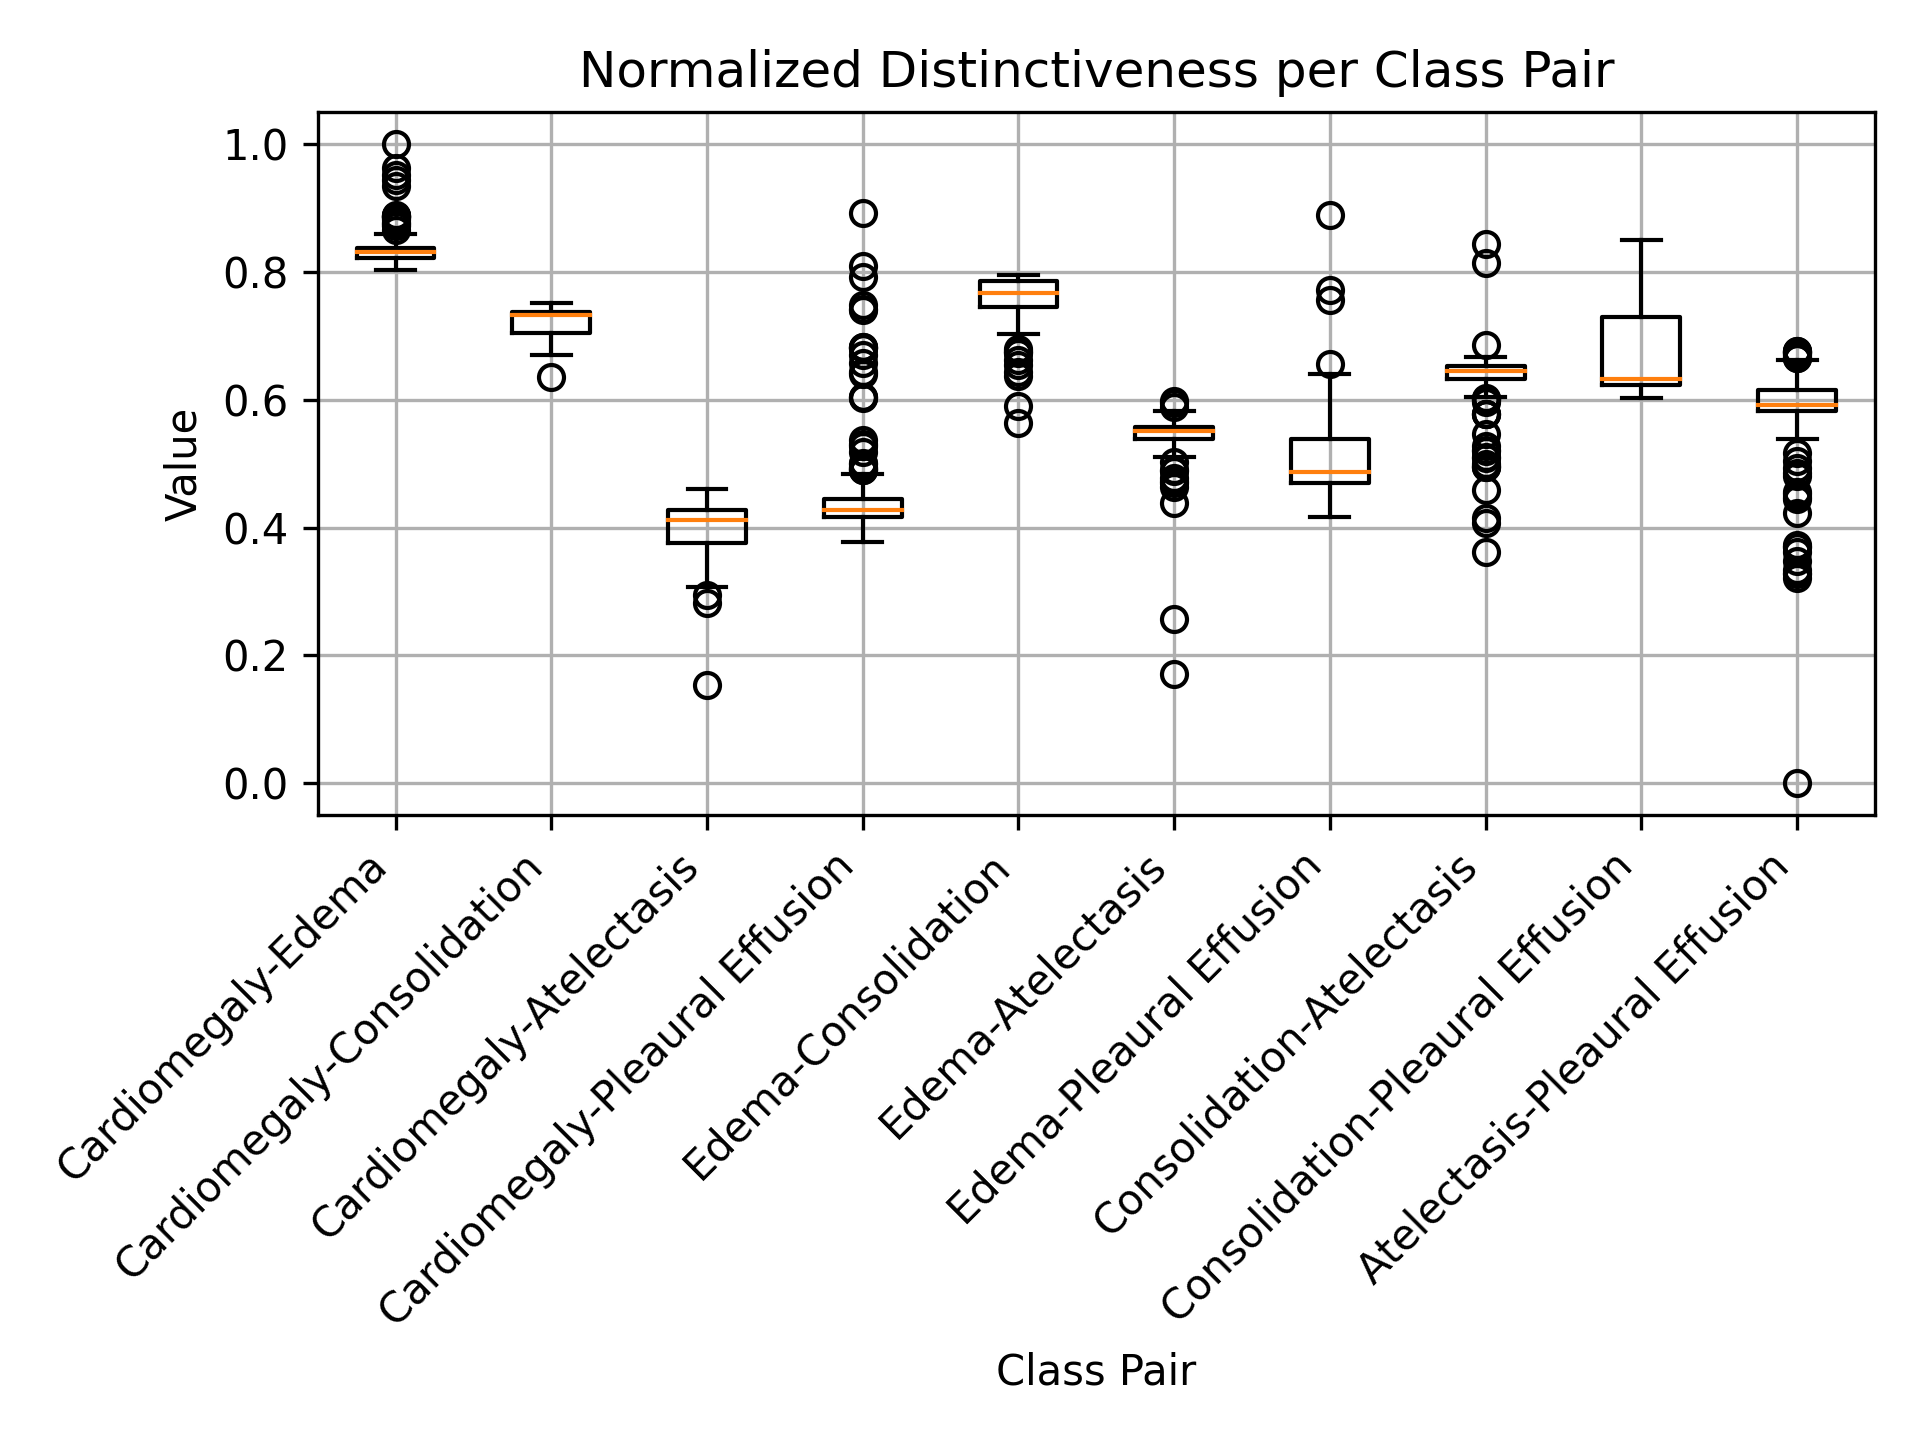 Normalized Distinctiveness per Class Pair
1.0
0.8
0.6
0.4
0.2
0.0
Value
Cardiomegaly-Edema
Cardiomegaly-Consolidation
Cardiomegaly-Atelectasis
Cardiomegaly-Pleaural Effusion
Edema-Consolidation
Edema-Atelectasis
Edema-Pleaural Effusion
Consolidation-Atelectasis
Consolidation-Pleaural Effusion
Atelectasis-Pleaural Effusion
Class Pair